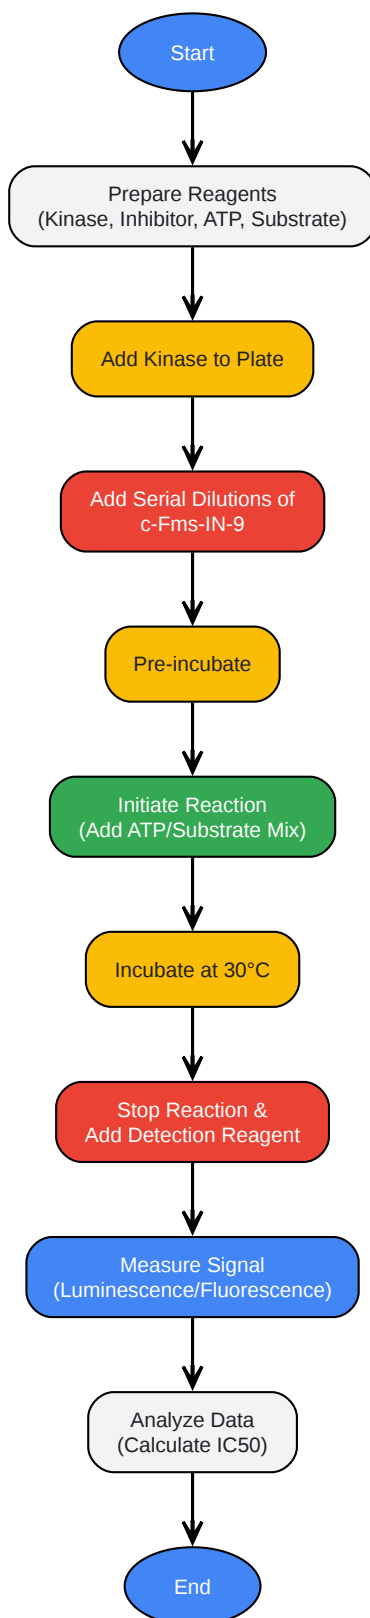 Start
Prepare Reagents
(Kinase, Inhibitor, ATP, Substrate)
Add Kinase to Plate
Add Serial Dilutions of
c-Fms-IN-9
Pre-incubate
Initiate Reaction
(Add ATP/Substrate Mix)
Incubate at 30°C
Stop Reaction &
Add Detection Reagent
Measure Signal
(Luminescence/Fluorescence)
Analyze Data
(Calculate IC50)
End